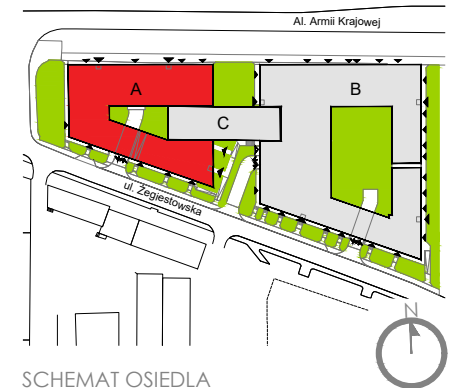 Al. Armii Krajowej
A
B
C
ul. Żegiestowska
N
SCHEMAT OSIEDLA